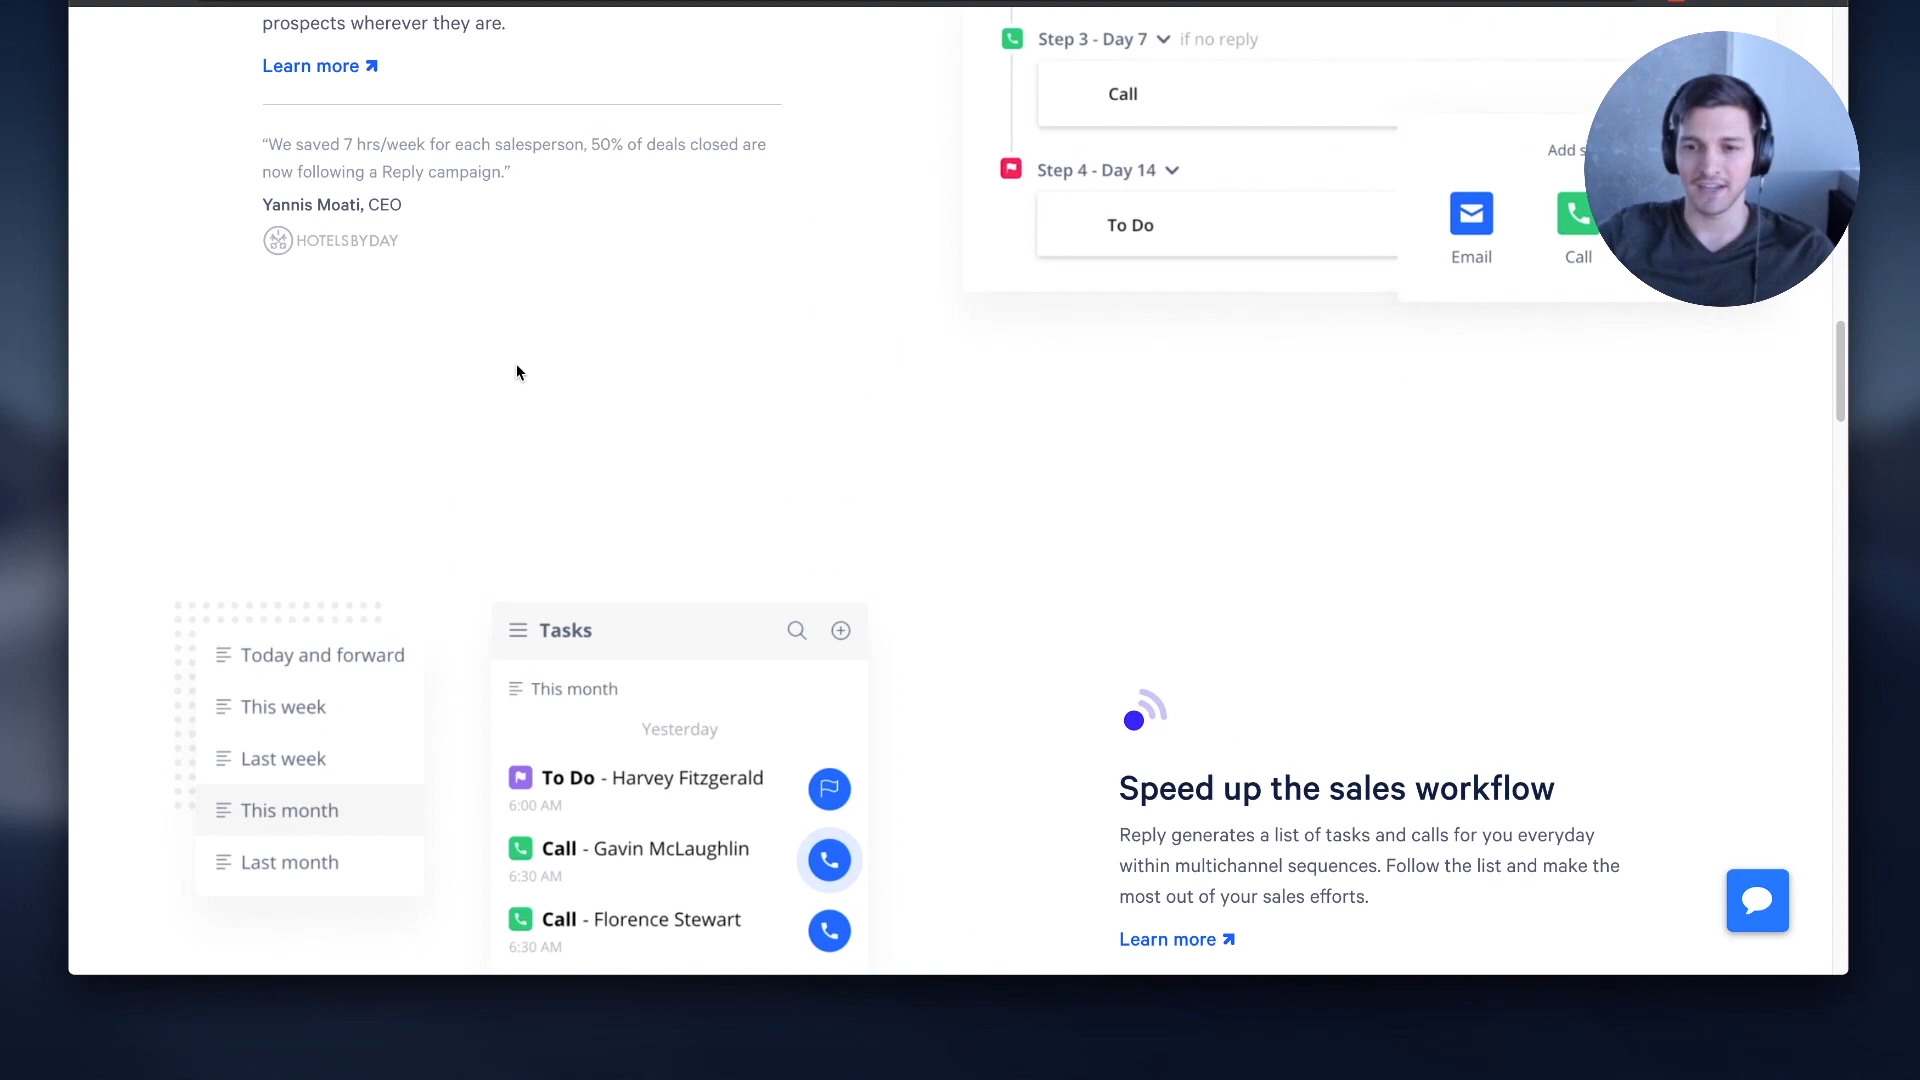 prospects wherever they are.
Learn more
“We saved 7 hrs/week for each salesperson, 50% of deals closed are
now following a Reply campaign.”
Yannis Moati, CEO
HOTELSBYDAY
Step 3 - Day 7 if no reply
Call
Step 4 - Day 14
To Do
Add s
Email
Call
Today and forward
This week
Last week
This month
Last month
Tasks
This month
Yesterday
To Do - Harvey Fitzgerald
6:00 AM
Call - Gavin McLaughlin
6:30 AM
Call - Florence Stewart
6:30 AM
Speed up the sales workflow
Reply generates a list of tasks and calls for you everyday
within multichannel sequences. Follow the list and make the
most out of your sales efforts.
Learn more